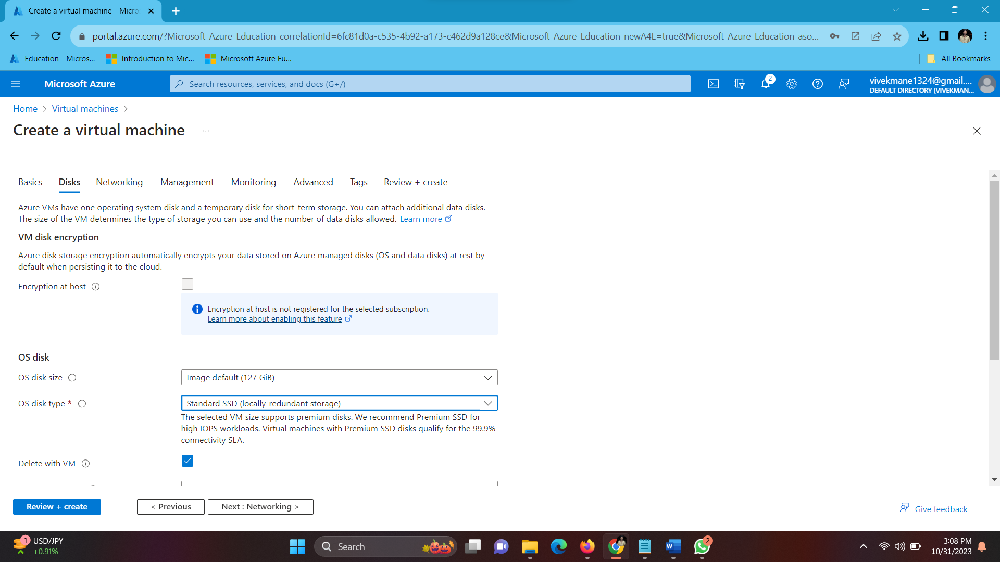 Create a virtual machine - Micro
portal.azure.com/?Microsoft_Azure_Education_correlationId=6fc81d0a-c535-4b92-a173-c462d9a128ce&Microsoft_Azure_Education_newA4E=true&Microsoft_Azure_Education_aso...
Education - Micros...
Introduction to Mic...
Microsoft Azure Fu...
All Bookmarks
Microsoft Azure
Search resources, services, and docs (G+/)
2
vivekmane1324@gmail....
DEFAULT DIRECTORY (VIVEKMAN...
Home > Virtual machines >
Create a virtual machine ...
Basics
Disks
Networking
Management
Monitoring
Advanced
Tags
Review + create
Azure VMs have one operating system disk and a temporary disk for short-term storage. You can attach additional data disks.
The size of the VM determines the type of storage you can use and the number of data disks allowed. Learn more
VM disk encryption
Azure disk storage encryption automatically encrypts your data stored on Azure managed disks (OS and data disks) at rest by
default when persisting it to the cloud.
Encryption at host
Encryption at host is not registered for the selected subscription.
Learn more about enabling this feature
OS disk
OS disk size
Image default (127 GiB)
OS disk type *
Standard SSD (locally-redundant storage)
The selected VM size supports premium disks. We recommend Premium SSD for
high IOPS workloads. Virtual machines with Premium SSD disks qualify for the 99.9%
connectivity SLA.
Delete with VM
Review + create
< Previous
Next : Networking >
Give feedback
1
USD/JPY
+0.91%
Search
W
2
3:08 PM
10/31/2023